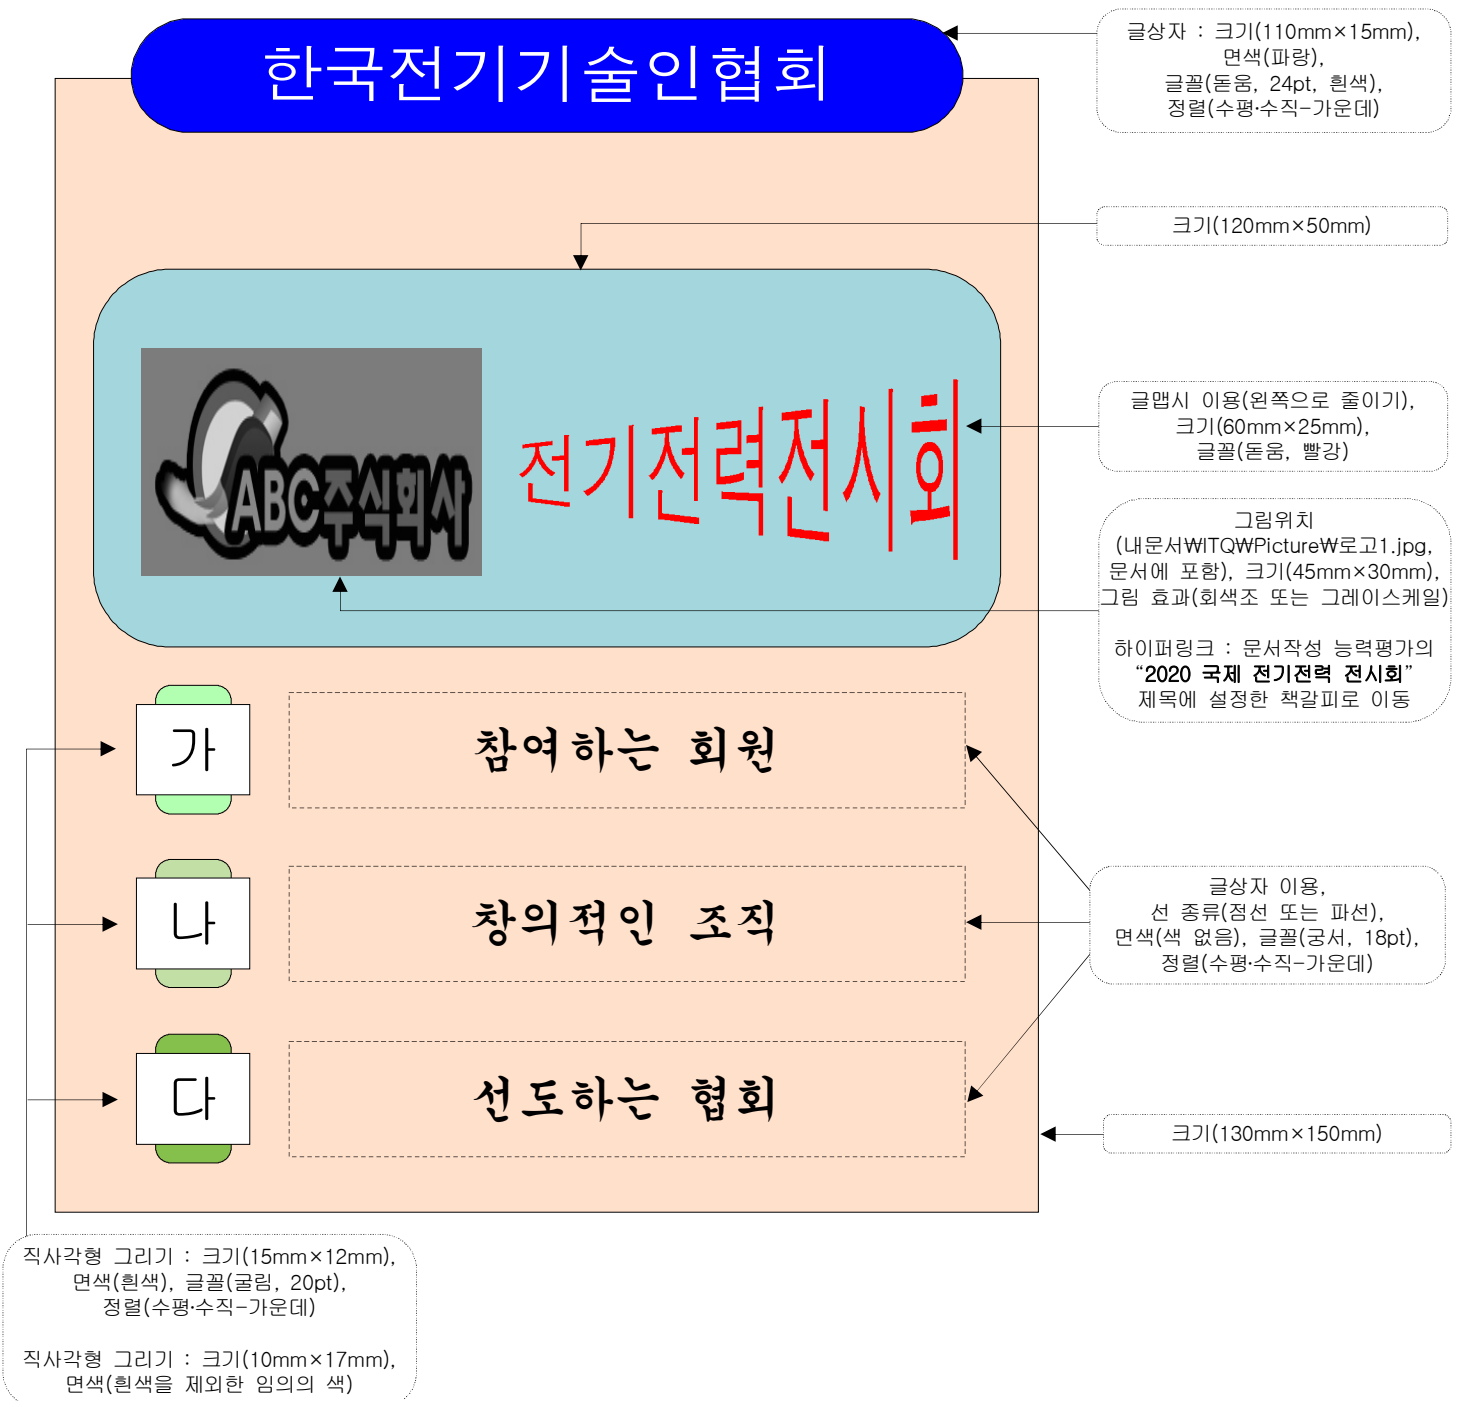 한국전기기술인협회
글상자 : 크기(110mm×15mm),
면색(파랑),
글꼴(돋움, 24pt, 흰색),
정렬(수평·수직-가운데)
크기(120mm×50mm)
ABC주식회사
전기전력전시회
글맵시 이용(왼쪽으로 줄이기),
크기(60mm×25mm),
글꼴(돋움, 빨강)
그림위치
(내문서₩ITQ₩Picture₩로고1.jpg,
문서에 포함), 크기(45mm×30mm),
그림 효과(회색조 또는 그레이스케일)
하이퍼링크 : 문서작성 능력평가의
“2020 국제 전기전력 전시회”
제목에 설정한 책갈피로 이동
가
참여하는 회원
나
창의적인 조직
글상자 이용,
선 종류(점선 또는 파선),
면색(색 없음), 글꼴(궁서, 18pt),
정렬(수평·수직-가운데)
다
선도하는 협회
크기(130mm×150mm)
직사각형 그리기 : 크기(15mm×12mm),
면색(흰색), 글꼴(굴림, 20pt),
정렬(수평·수직-가운데)
직사각형 그리기 : 크기(10mm×17mm),
면색(흰색을 제외한 임의의 색)